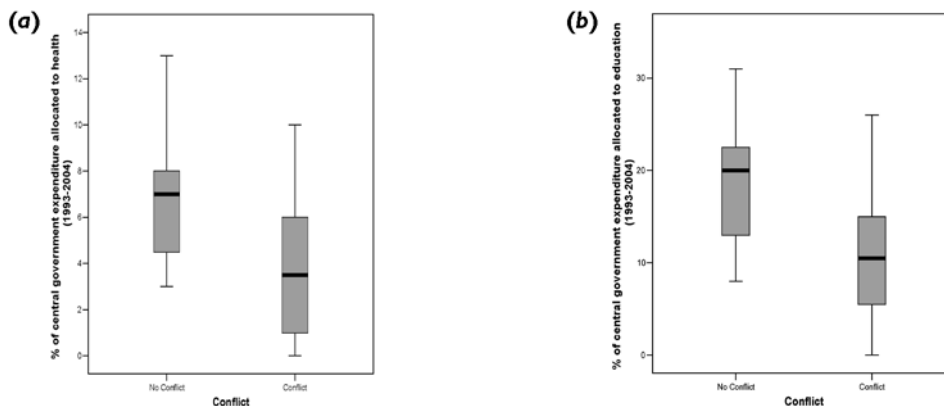 (a)
% of central government expenditure allocated to health
(1993-2004)
14
12
10
8
6
4
2
0
No Conflict
Conflict
Conflict
(b)
% of central government expenditure allocated to education
(1993-2004)
30
20
10
0
No Conflict
Conflict
Conflict